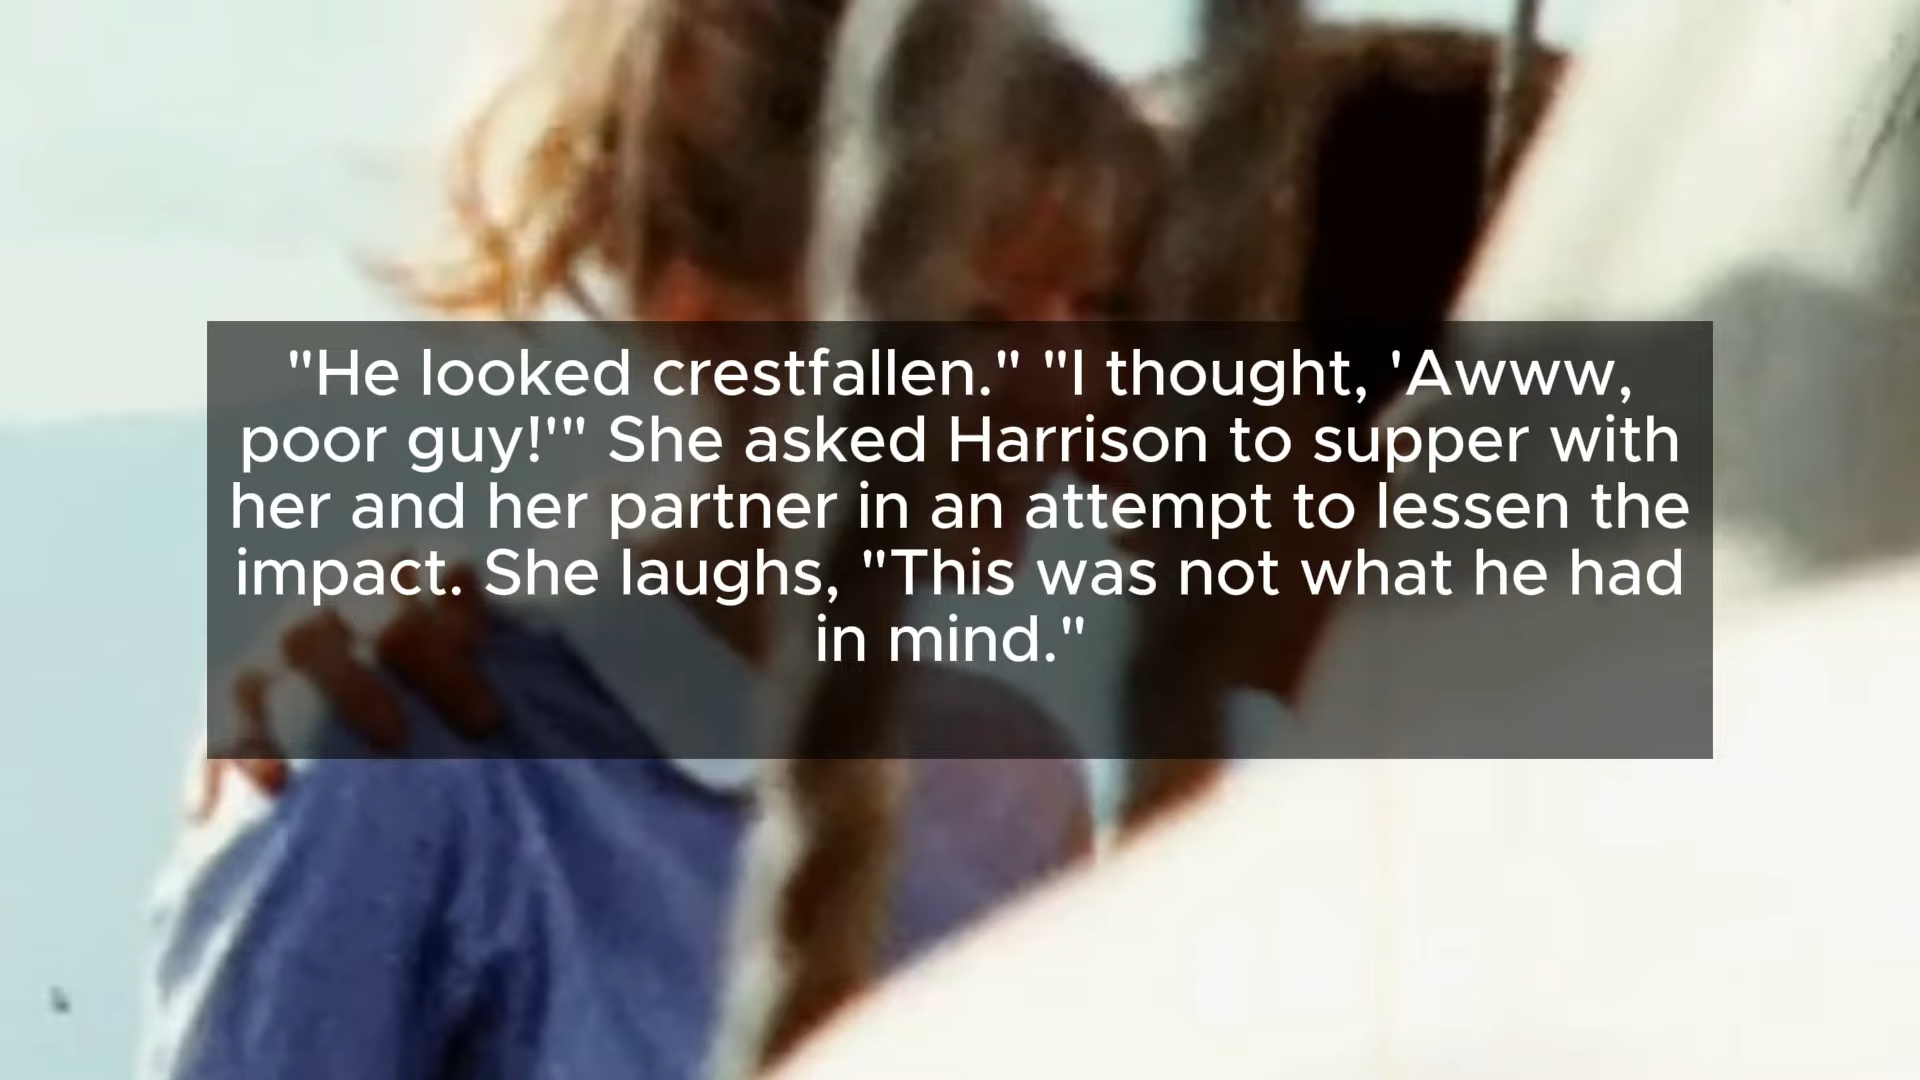 "He looked crestfallen." "I thought, 'Awww,
poor guy!'" She asked Harrison to supper with
her and her partner in an attempt to lessen the
impact. She laughs, "This was not what he had
in mind."